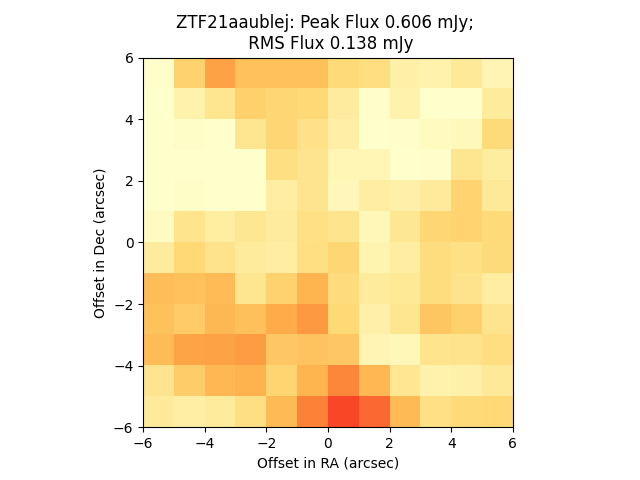 ZTF21aaublej: Peak Flux 0.606 mJy;
RMS Flux 0.138 mJy
6
4
2
0
−2
−4
−6
Offset in Dec (arcsec)
−6 −4 −2 0 2 4 6
Offset in RA (arcsec)